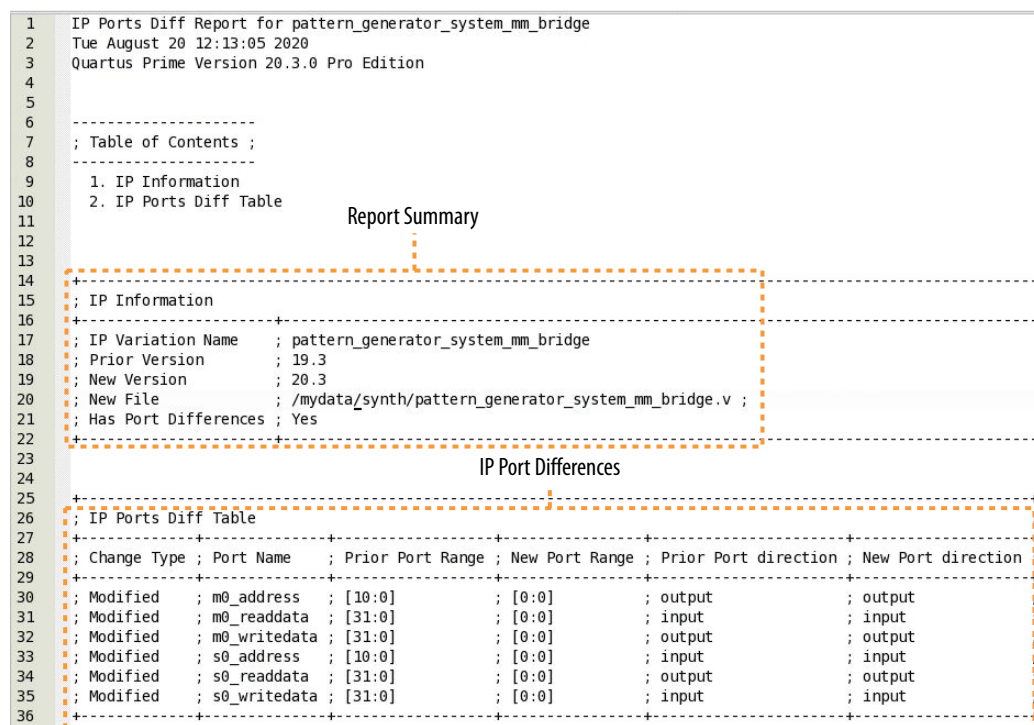 1 IP Ports Diff Report for pattern_generator_system_mm_bridge
2 Tue August 20 12:13:05 2020
3 Quartus Prime Version 20.3.0 Pro Edition
4
5
6 ---------------------
7 ; Table of Contents ;
8 ---------------------
9 1. IP Information
10 2. IP Ports Diff Table
11
Report Summary
12
13
14 +-----------------------------------------------------------------------------------------------------------
15 ; IP Information
16 +----------------------+------------------------------------------------------------------------------------
17 ; IP Variation Name ; pattern_generator_system_mm_bridge
18 ; Prior Version ; 19.3
19 ; New Version ; 20.3
20 ; New File ; /mydata/synth/pattern_generator_system_mm_bridge.v ;
21 ; Has Port Differences ; Yes
22 +----------------------+------------------------------------------------------------------------------------
23
IP Port Differences
24
25 +-----------------------------------------------------------------------------------------------------------
26 ; IP Ports Diff Table
27 +-------------+--------------+------------------+----------------+----------------------+--------------------
28 ; Change Type ; Port Name ; Prior Port Range ; New Port Range ; Prior Port direction ; New Port direction ;
29 +-------------+--------------+------------------+----------------+----------------------+--------------------
30 ; Modified ; m0_address ; [10:0] ; [0:0] ; output ; output
31 ; Modified ; m0_readdata ; [31:0] ; [0:0] ; input ; input
32 ; Modified ; m0_writedata ; [31:0] ; [0:0] ; output ; output
33 ; Modified ; s0_address ; [10:0] ; [0:0] ; input ; input
34 ; Modified ; s0_readdata ; [31:0] ; [0:0] ; output ; output
35 ; Modified ; s0_writedata ; [31:0] ; [0:0] ; input ; input
36 +-------------+--------------+------------------+----------------+----------------------+--------------------